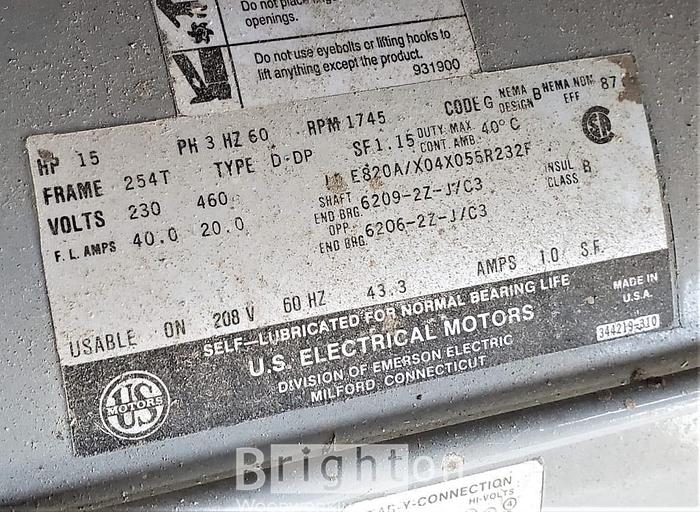 Do not place
openings.
Do not use eyebolts or lifting hooks to
lift anything except the product.
931900
HP 15 PH 3 HZ 60 RPM 1745 CODE G NEMA DESIGN B NEMA NOM EFF 87
FRAME 254T TYPE D-DP SF 1.15 DUTY MAX CONT. AMB. 40°C
VOLTS 230 460 E820A/X04X055R232F
F.L. AMPS 40.0 20.0 SHAFT END BRG. 6209-2Z-J/C3 INSUL CLASS B
OPP END BRG. 6206-2Z-J/C3
USABLE ON 208 V 60 HZ 43.3 AMPS 1.0 S.F.
SELF-LUBRICATED FOR NORMAL BEARING LIFE
U.S. ELECTRICAL MOTORS
DIVISION OF EMERSON ELECTRIC
MILFORD CONNECTICUT
MADE IN
U.S.A.
US
MOTORS
Brighton
-Y-CONNECTION
HI-VOLTS